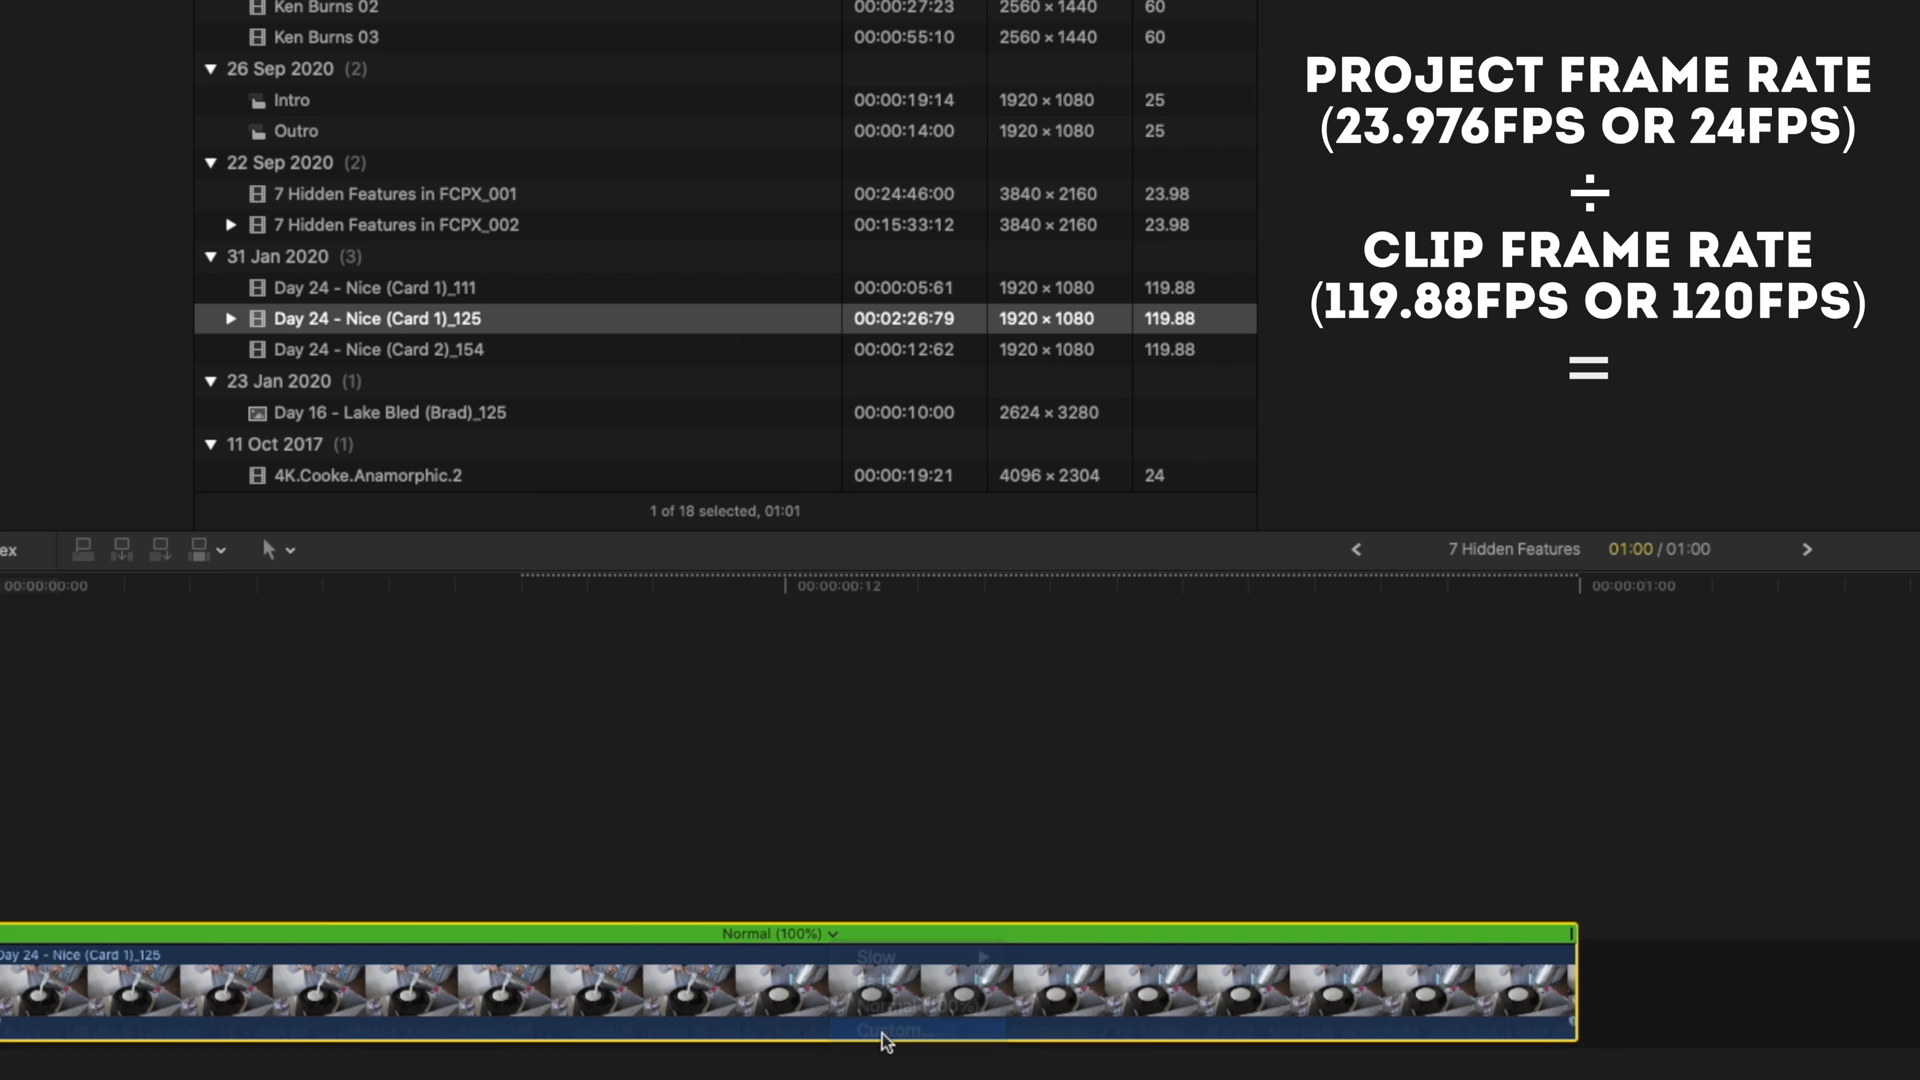 Ken Burns 02 00:00:27:23 2560 × 1440 60
Ken Burns 03 00:00:55:10 2560 × 1440 60
26 Sep 2020 (2)
Intro 00:00:19:14 1920 × 1080 25
Outro 00:00:14:00 1920 × 1080 25
22 Sep 2020 (2)
7 Hidden Features in FCPX_001 00:24:46:00 3840 × 2160 23.98
7 Hidden Features in FCPX_002 00:15:33:12 3840 × 2160 23.98
31 Jan 2020 (3)
Day 24 - Nice (Card 1)_111 00:00:05:61 1920 × 1080 119.88
Day 24 - Nice (Card 1)_125 00:02:26:79 1920 × 1080 119.88
Day 24 - Nice (Card 2)_154 00:00:12:62 1920 × 1080 119.88
23 Jan 2020 (1)
Day 16 - Lake Bled (Brad)_125 00:00:10:00 2624 × 3280
11 Oct 2017 (1)
4K.Cooke.Anamorphic.2 00:00:19:21 4096 × 2304 24
1 of 18 selected, 01:01
PROJECT FRAME RATE
(23.976FPS OR 24FPS)
÷
CLIP FRAME RATE
(119.88FPS OR 120FPS)
=
ex
7 Hidden Features 01:00 / 01:00
00:00:00:00 00:00:00:12 00:00:01:00
Normal (100%)
Day 24 - Nice (Card 1)_125
Slow
Normal (100%)
Custom...